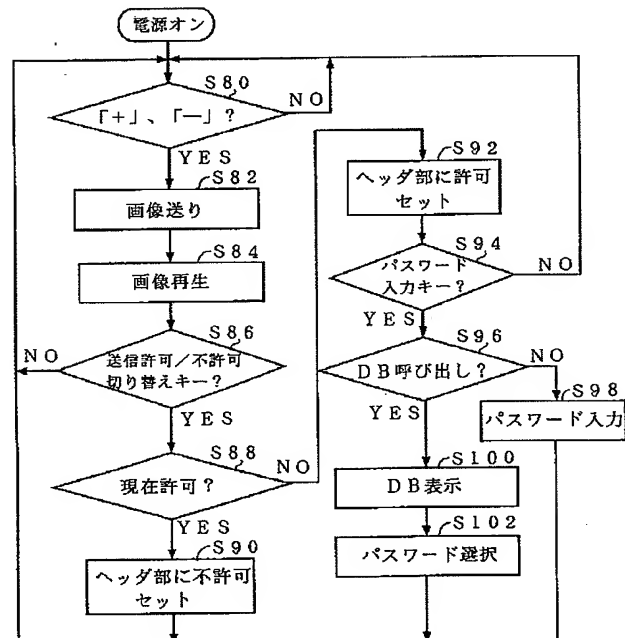 電源オン
S80
「+」、「−」?
NO
YES
S82
画像送り
S84
画像再生
S86
NO
送信許可/不許可
切り替えキー?
YES
S88
現在許可?
NO
YES
S90
ヘッダ部に不許可
セット
S92
ヘッダ部に許可
セット
S94
パスワード
入力キー?
NO
YES
S96
DB呼び出し?
NO
YES
S98
パスワード入力
S100
DB表示
S102
パスワード選択